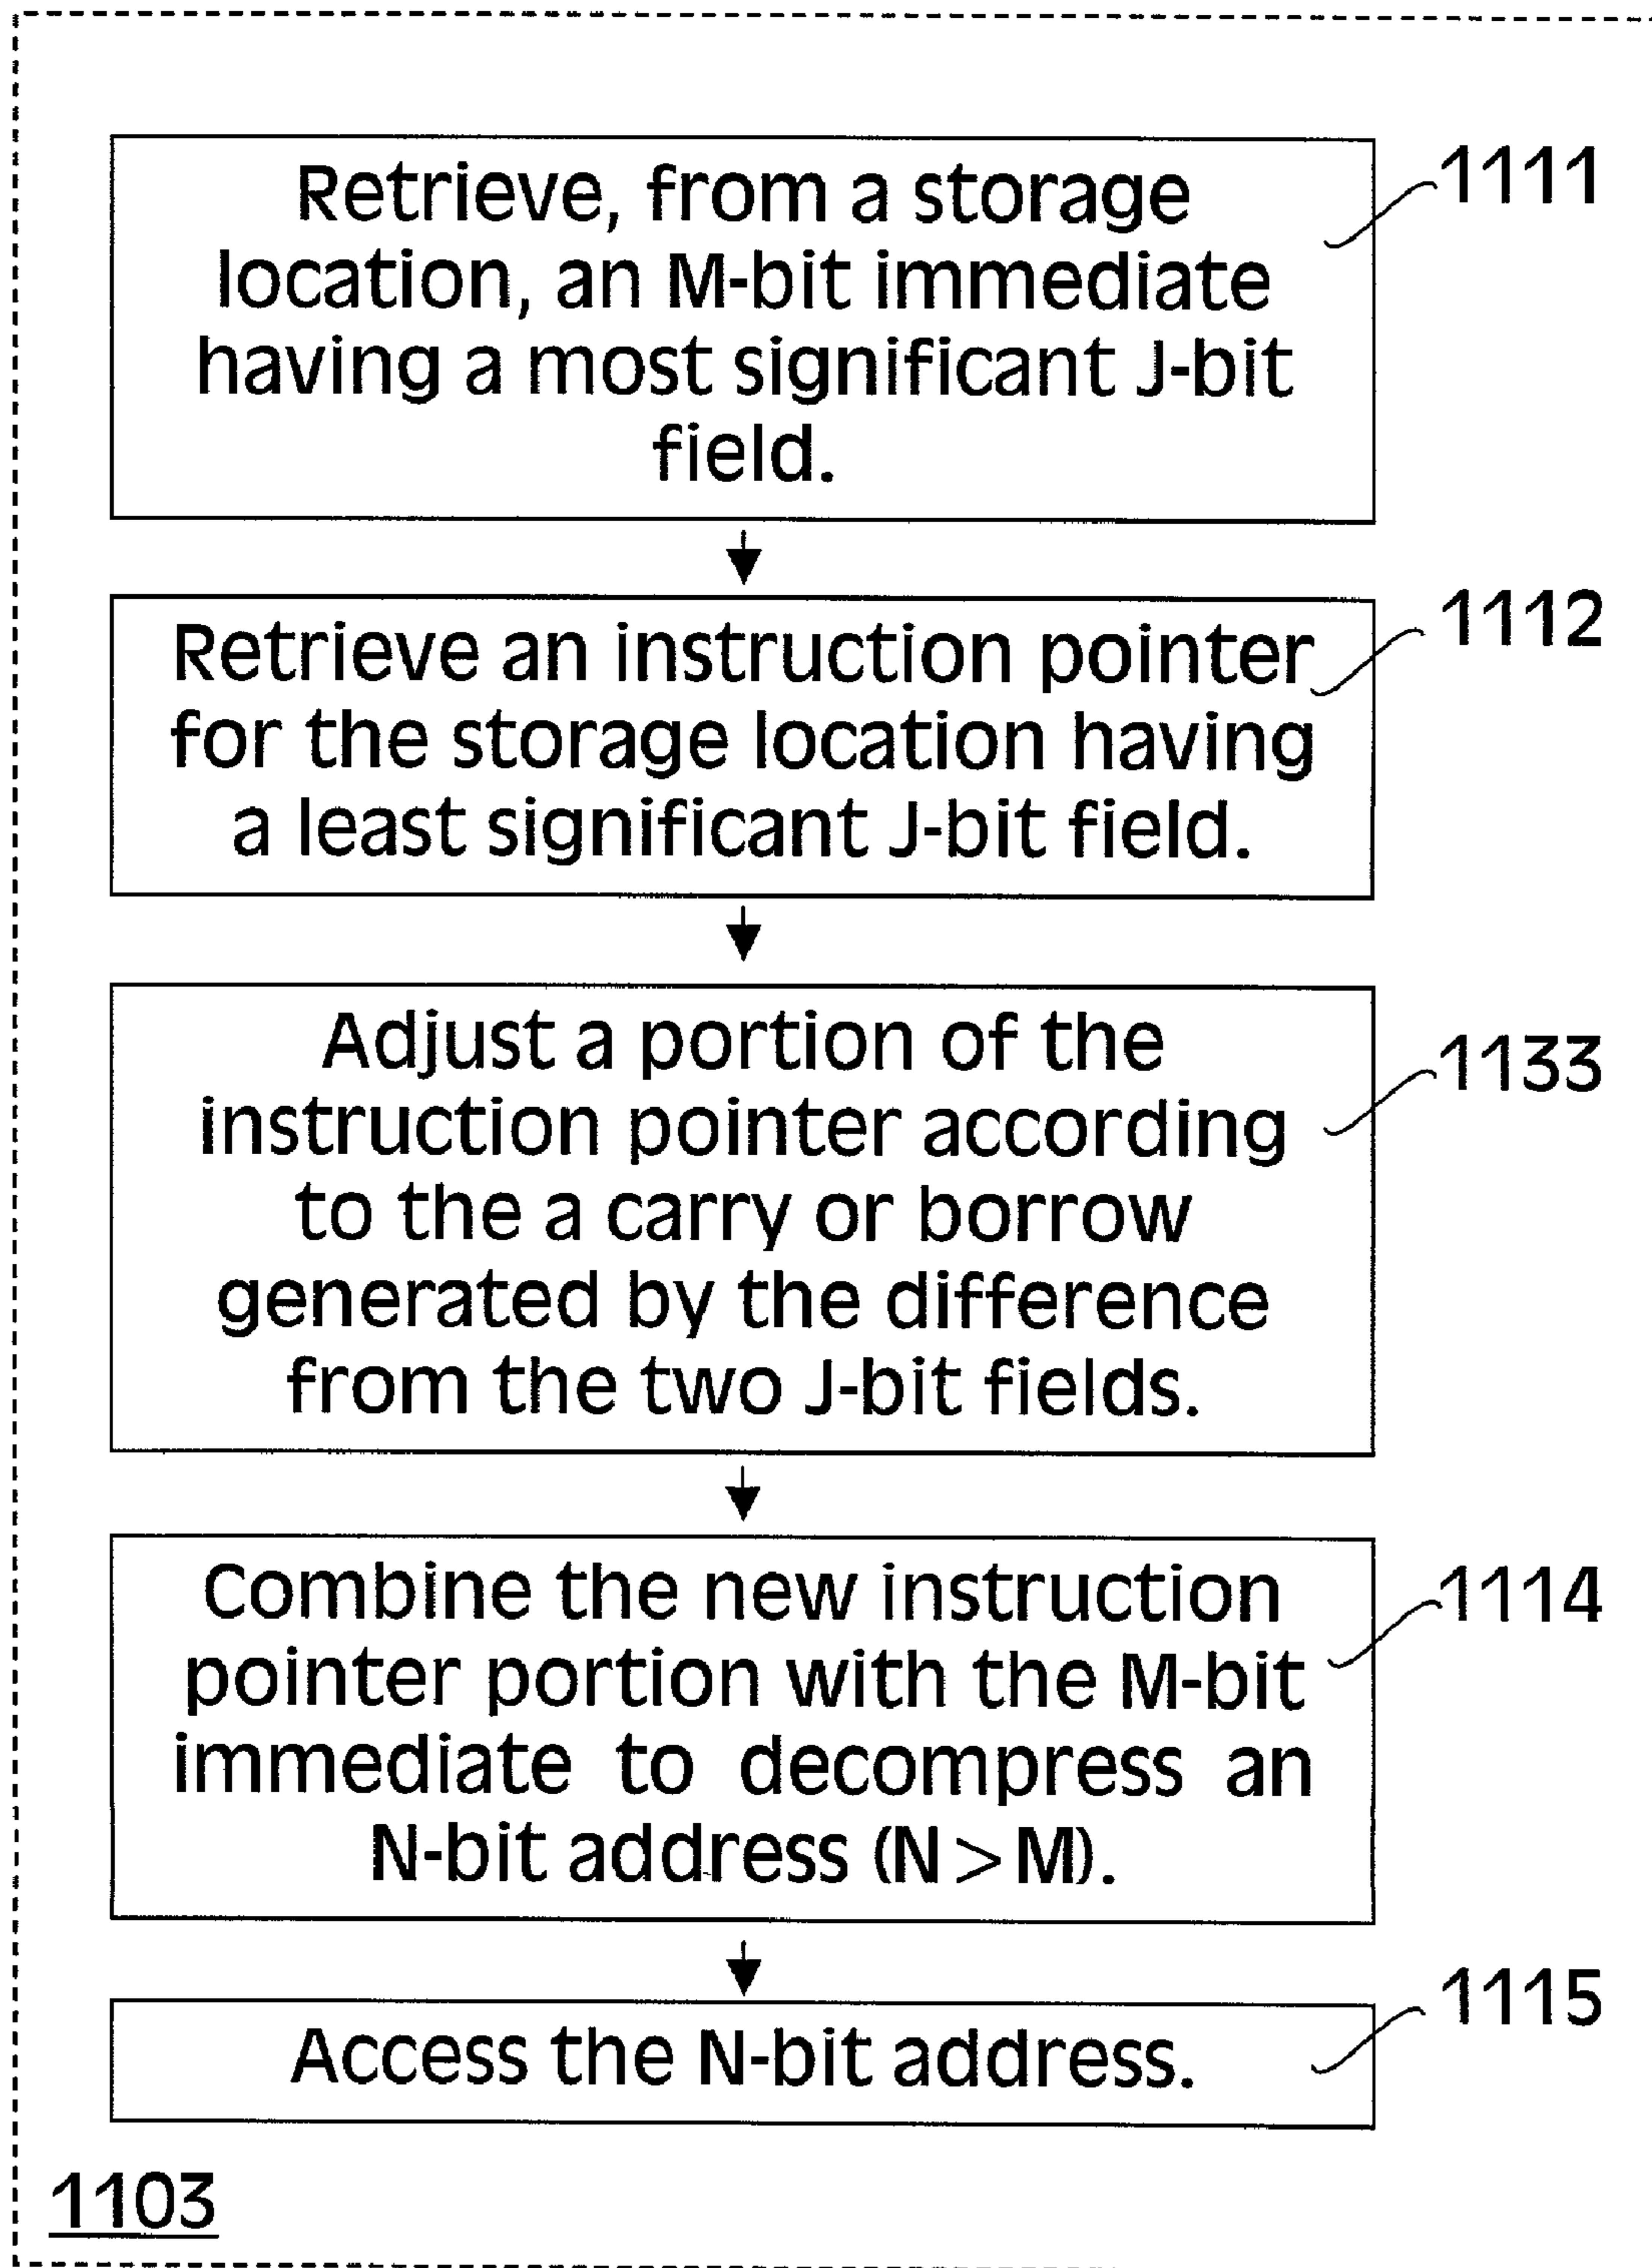 Retrieve, from a storage
location, an M-bit immediate
having a most significant J-bit
field.
1111
Retrieve an instruction pointer
for the storage location having
a least significant J-bit field.
1112
Adjust a portion of the
instruction pointer according
to the a carry or borrow
generated by the difference
from the two J-bit fields.
1133
Combine the new instruction
pointer portion with the M-bit
immediate to decompress an
N-bit address (N > M).
1114
Access the N-bit address.
1115
1103